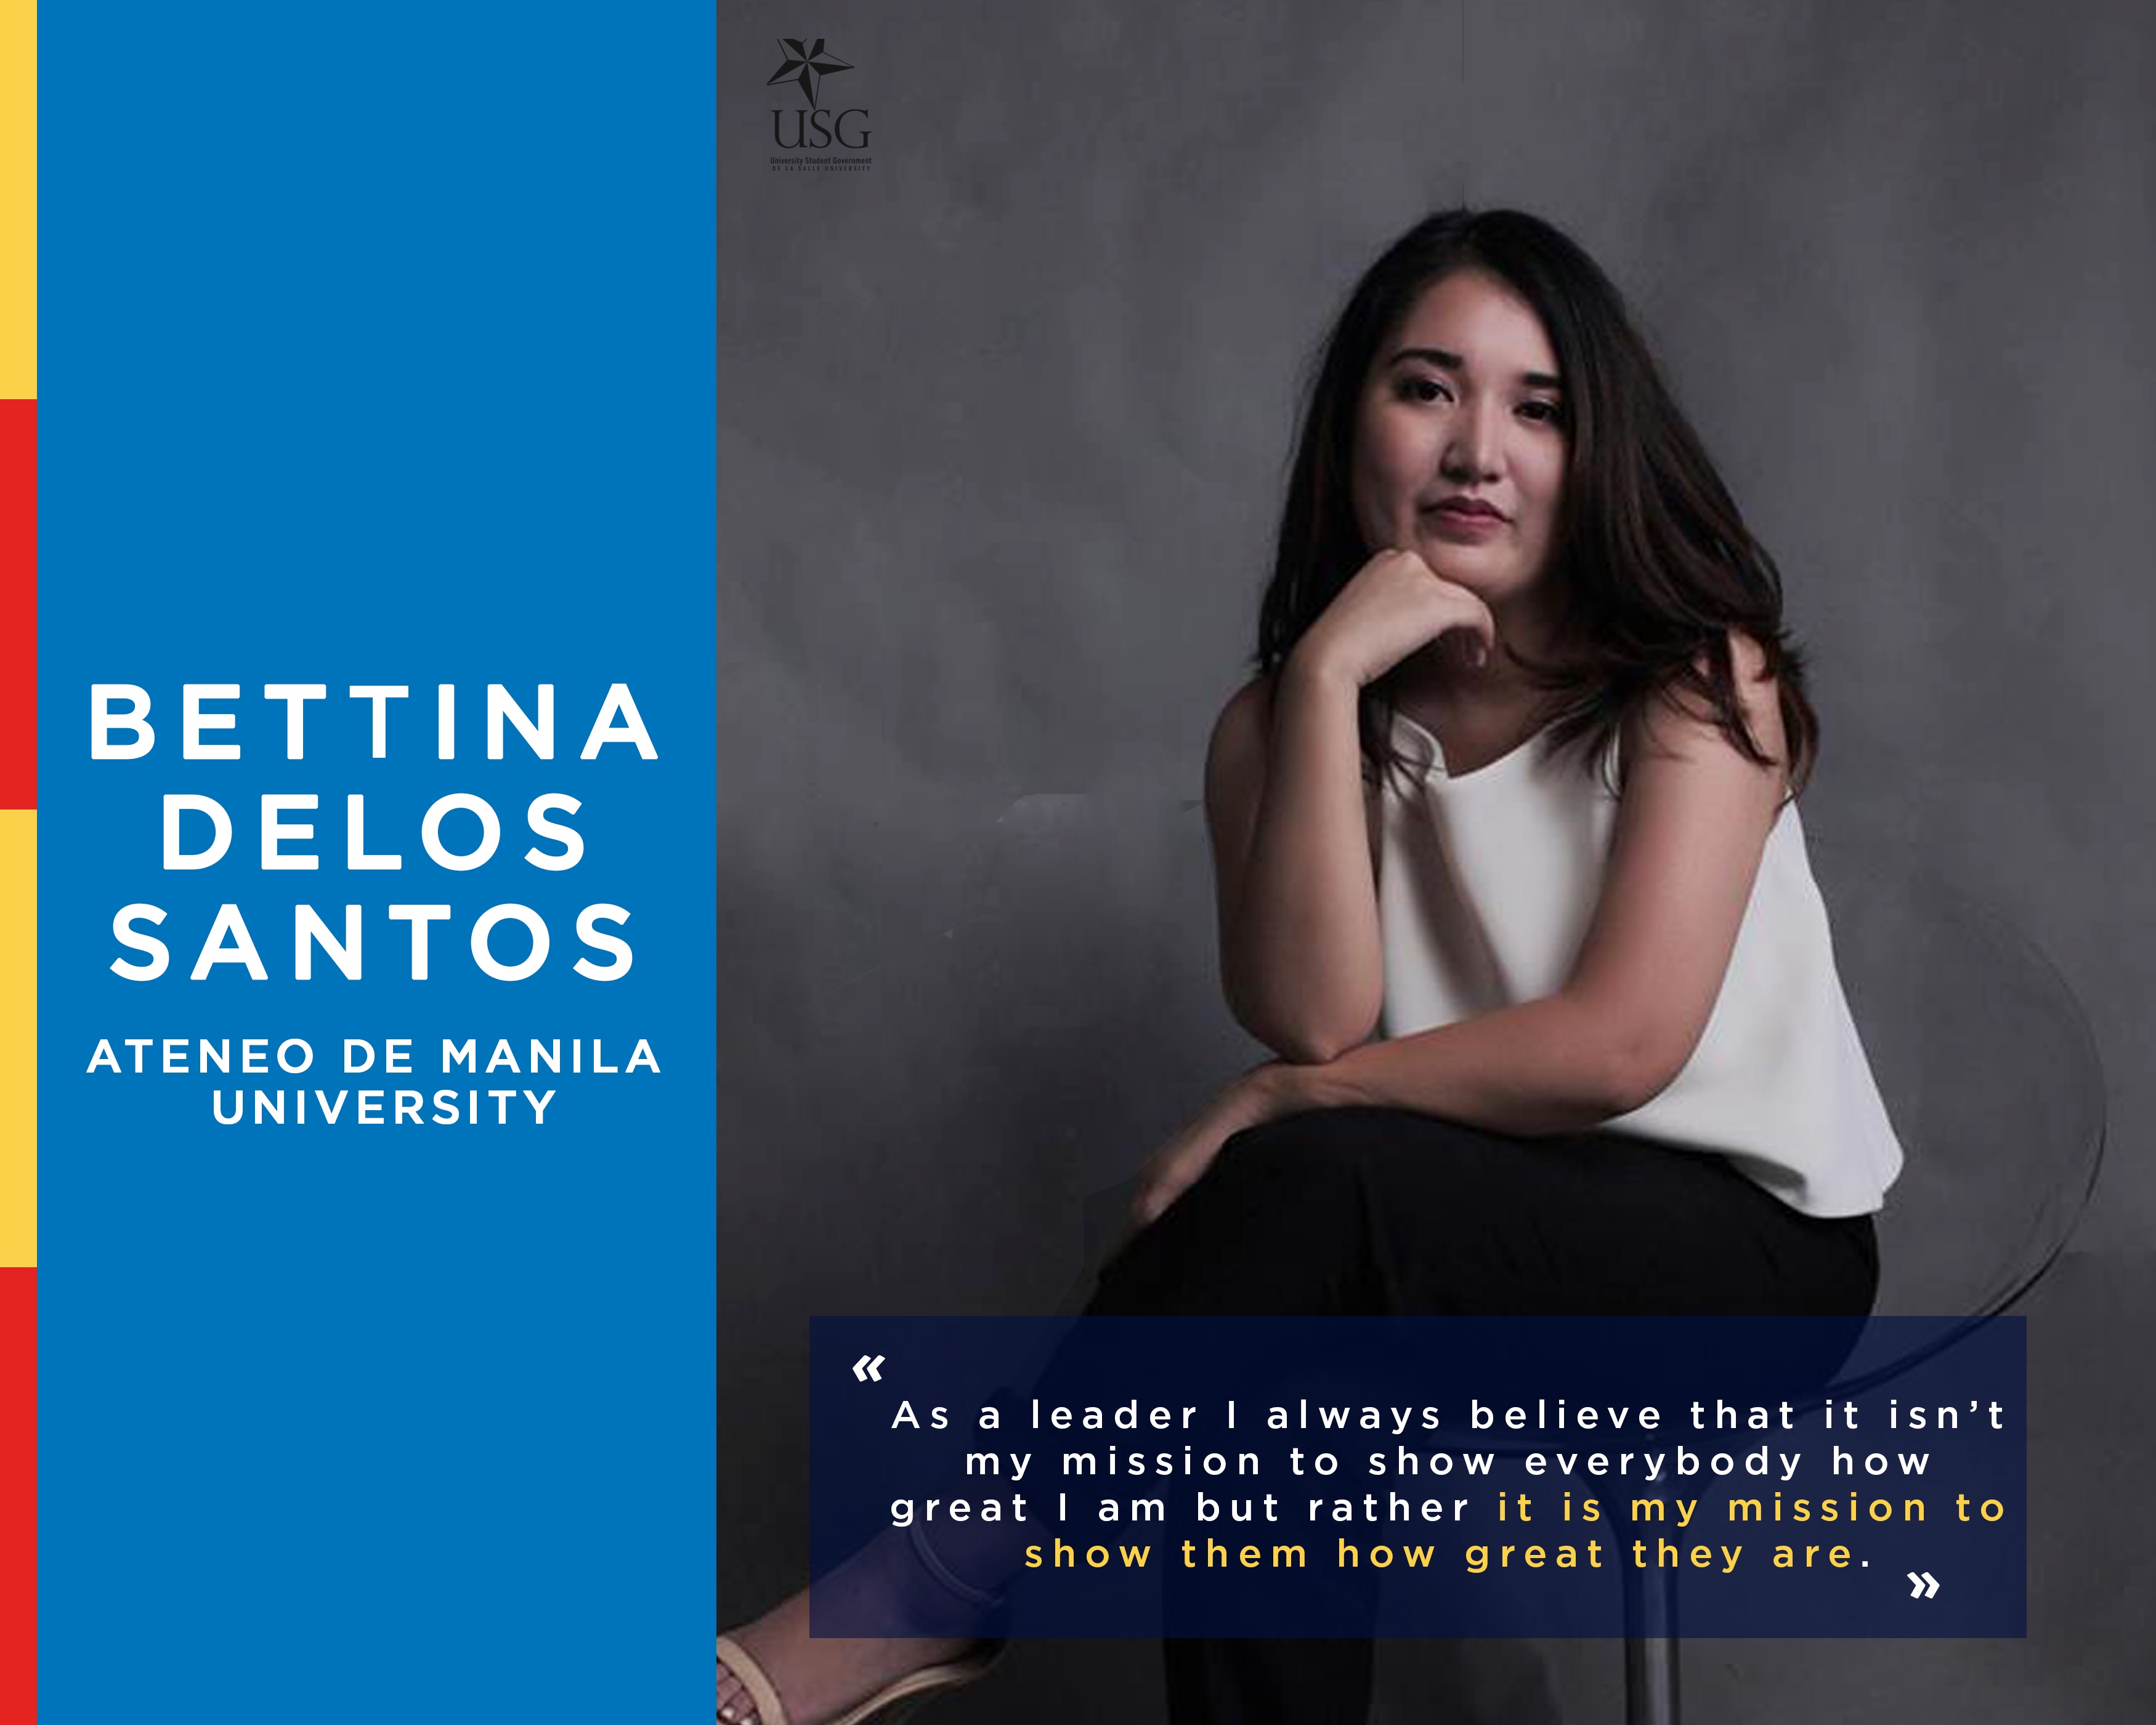 BETTINA
DELOS
SANTOS
ATENEO DE MANILA
UNIVERSITY
USG
University Student Government
DE LA SALLE UNIVERSITY
«
As a leader I always believe that it isn’t
my mission to show everybody how
great I am but rather it is my mission to
show them how great they are.
»